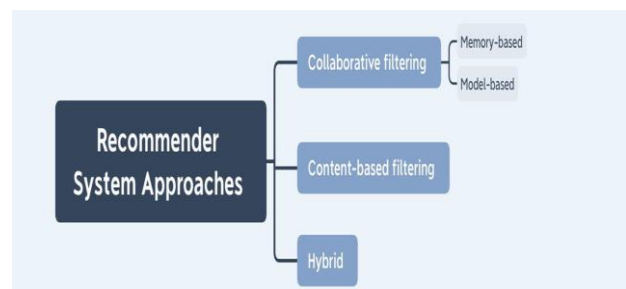 Recommender
System Approaches
Collaborative filtering
Memory-based
Model-based
Content-based filtering
Hybrid